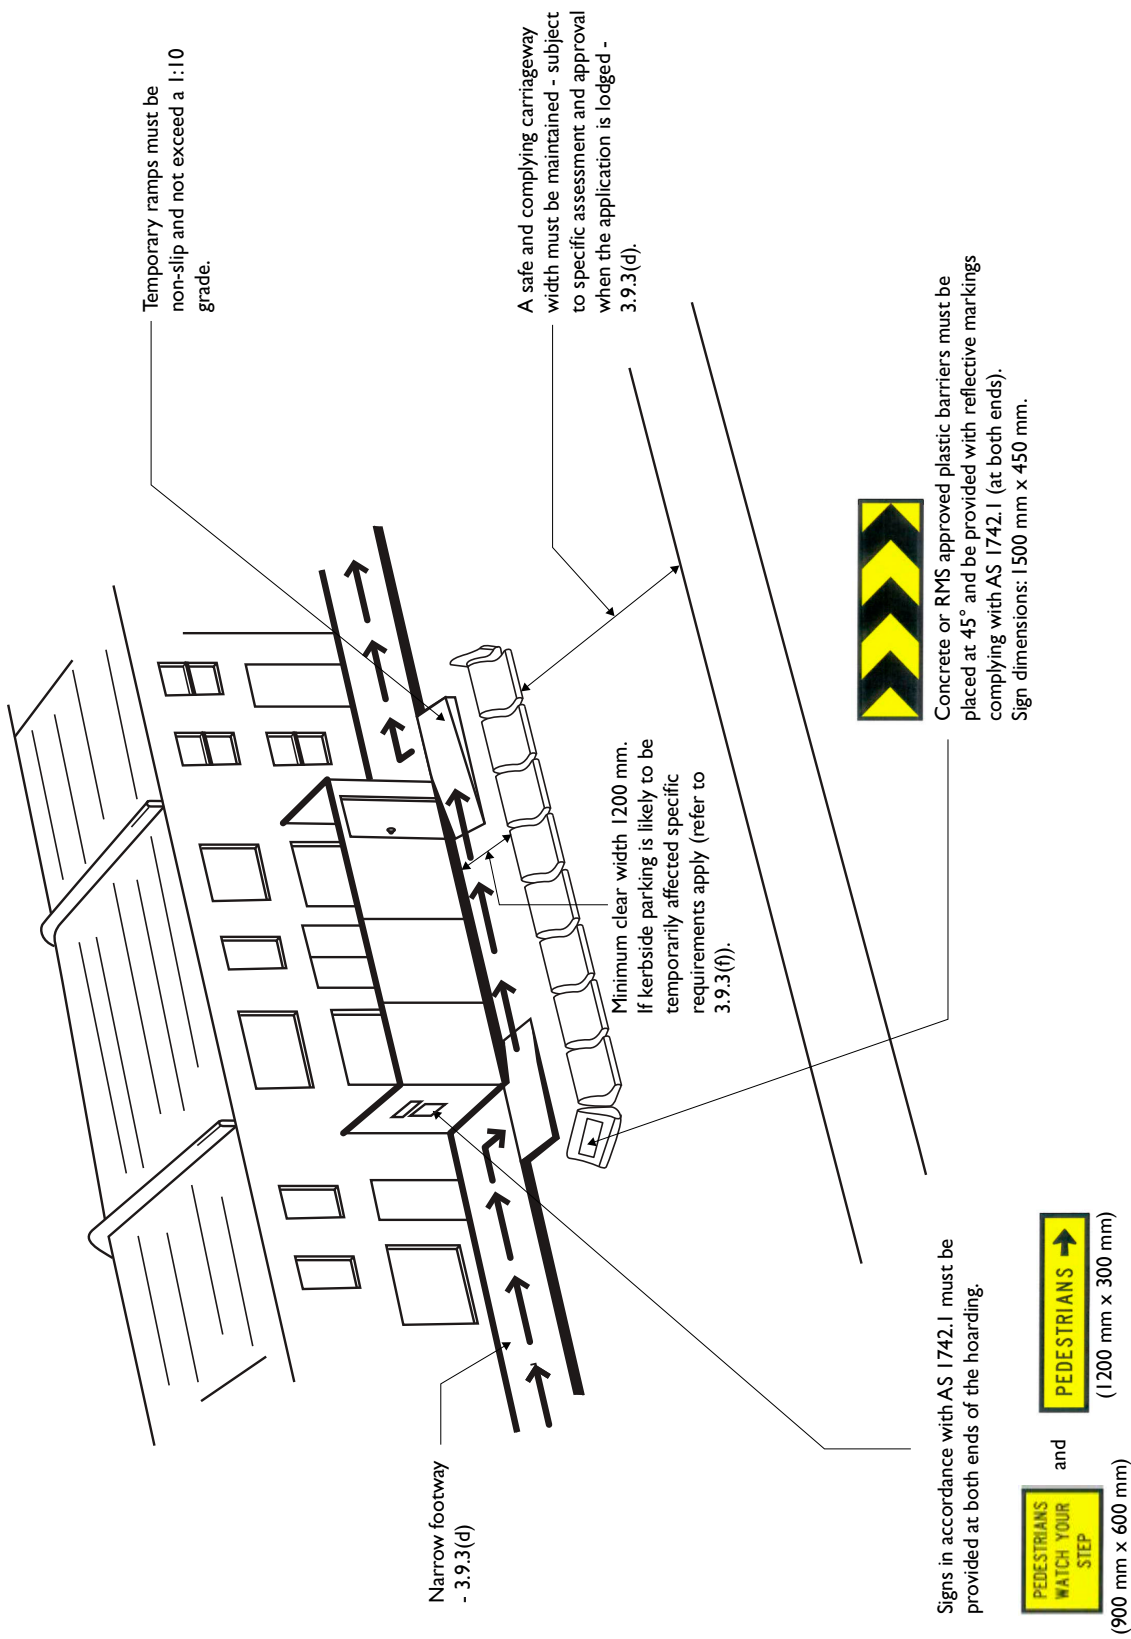 Temporary ramps must be
non-slip and not exceed a 1:10
grade.
A safe and complying carriageway
width must be maintained - subject
to specific assessment and approval
when the application is lodged -
3.9.3(d).
Minimum clear width 1200 mm.
If kerbside parking is likely to be
temporarily affected specific
requirements apply (refer to
3.9.3(f)).
Narrow footway
- 3.9.3(d)
Concrete or RMS approved plastic barriers must be
placed at 45° and be provided with reflective markings
complying with AS 1742.1 (at both ends).
Sign dimensions: 1500 mm x 450 mm.
Signs in accordance with AS 1742.1 must be
provided at both ends of the hoarding.
PEDESTRIANS
WATCH YOUR
STEP
(900 mm x 600 mm)
and
PEDESTRIANS
(1200 mm x 300 mm)